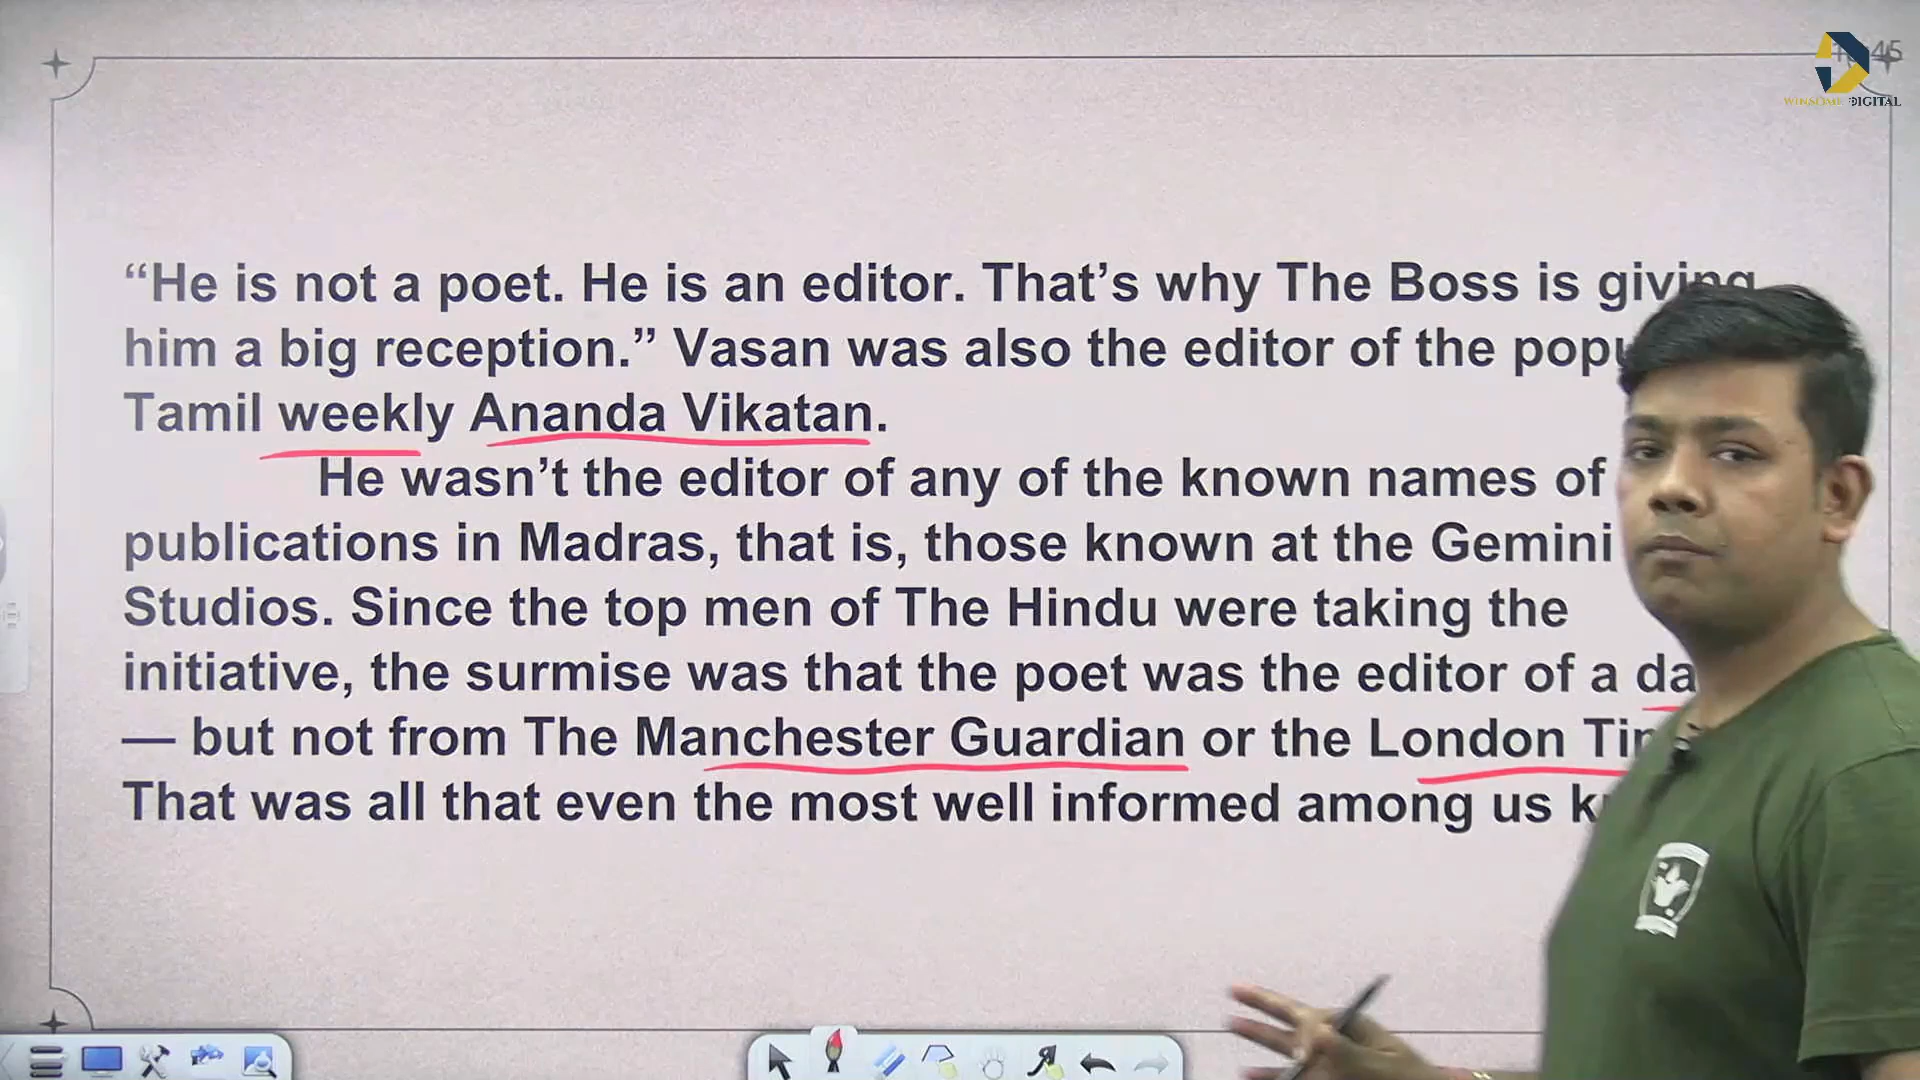 “He is not a poet. He is an editor. That’s why The Boss is giving
him a big reception.” Vasan was also the editor of the
Tamil weekly Ananda Vikatan.
He wasn’t the editor of any of the known names of
publications in Madras, that is, those known at the Gemini
Studios. Since the top men of The Hindu were taking the
initiative, the surmise was that the poet was the editor of a
— but not from The Manchester Guardian or the London
That was all that even the most well informed among us
WINSOME DIGITAL